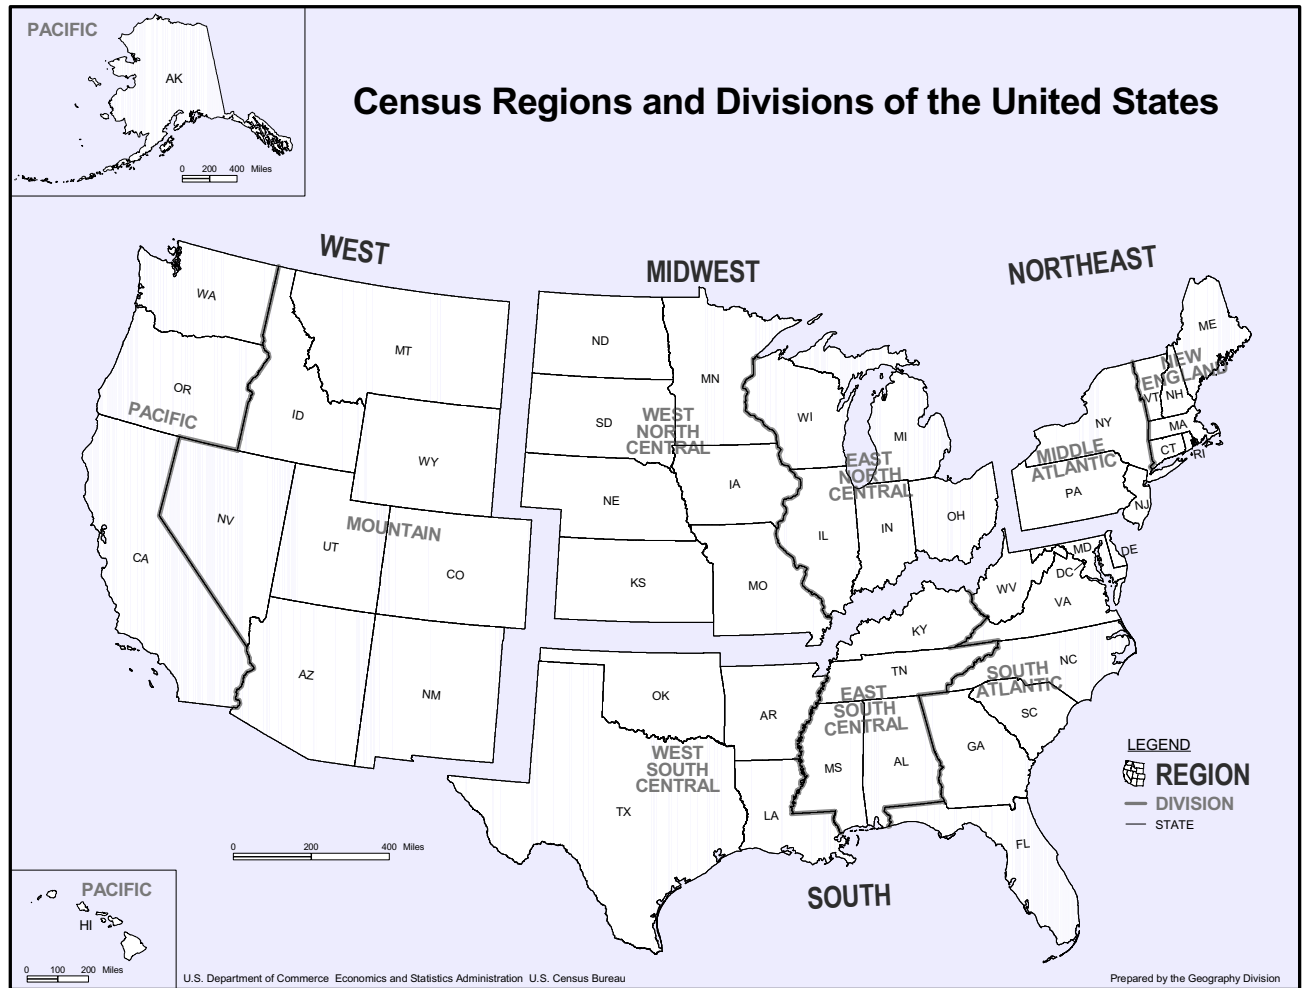 PACIFIC
AK
0 200 400 Miles
Census Regions and Divisions of the United States
WEST
MIDWEST
NORTHEAST
WA
MT
ND
MN
ME
OR
ID
SD
WI
MI
NY
VT
NH
NEW
ENGLAND
MA
CT
RI
PACIFIC
WEST
NORTH
CENTRAL
EAST
NORTH
CENTRAL
MIDDLE
ATLANTIC
WY
NE
IA
PA
NJ
NV
UT
MOUNTAIN
CO
CA
KS
MO
IL
IN
OH
MD
DE
DC
WV
VA
KY
AZ
NM
OK
AR
TN
NC
SOUTH
ATLANTIC
SC
EAST
SOUTH
CENTRAL
WEST
SOUTH
CENTRAL
TX
LA
MS
AL
GA
FL
LEGEND
REGION
DIVISION
STATE
0 200 400 Miles
SOUTH
PACIFIC
HI
0 100 200 Miles
U.S. Department of Commerce Economics and Statistics Administration U.S. Census Bureau
Prepared by the Geography Division